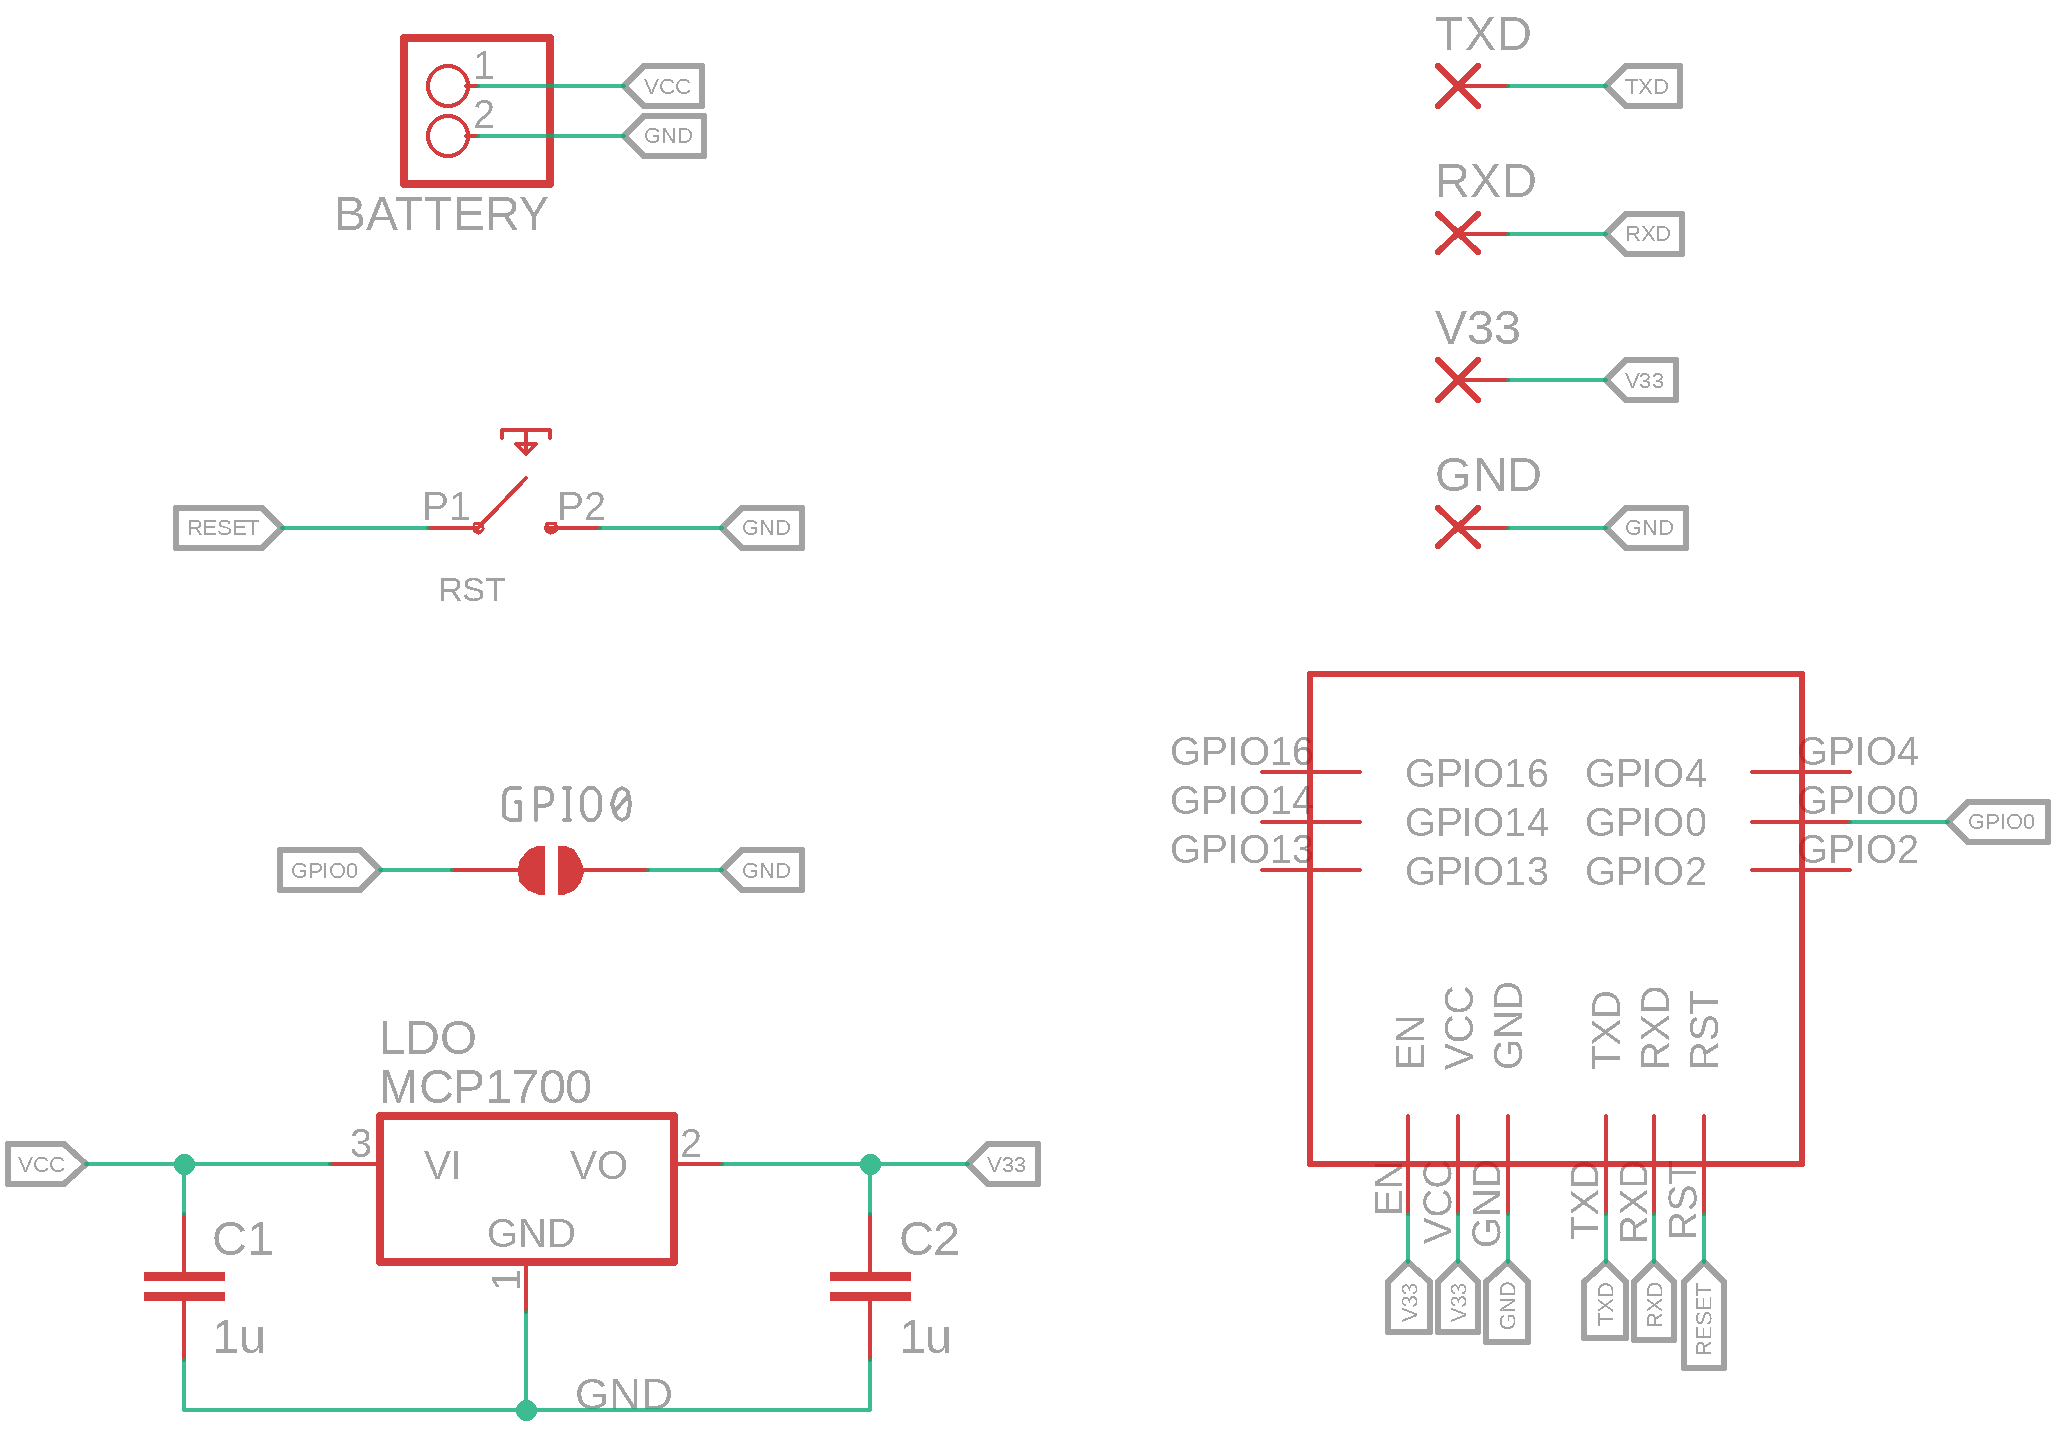 1
VCC
2
GND
BATTERY
TXD
TXD
RXD
RXD
V33
V33
GND
GND
RESET
P1
P2
GND
RST
GPIO0
GPIO0
GND
LDO
MCP1700
VCC
3
VI
VO
2
V33
GND
1
C1
1u
C2
1u
GND
GPIO16
GPIO16
GPIO4
GPIO4
GPIO14
GPIO14
GPIO0
GPIO0
GPIO0
GPIO13
GPIO13
GPIO2
GPIO2
EN
VCC
GND
TXD
RXD
RST
EN
VCC
GND
TXD
RXD
RST
V33
V33
GND
TXD
RXD
RESET